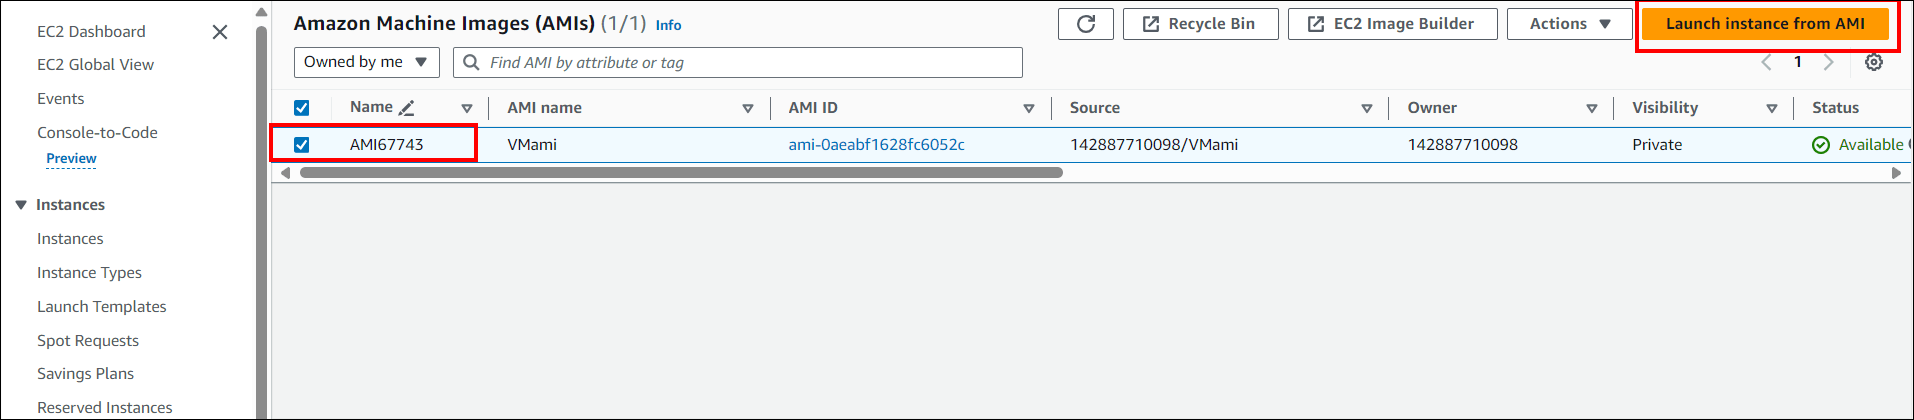 EC2 Dashboard
EC2 Global View
Events
Console-to-Code
Preview
Instances
Instances
Instance Types
Launch Templates
Spot Requests
Savings Plans
Reserved Instances
Amazon Machine Images (AMIs) (1/1) Info
Recycle Bin
EC2 Image Builder
Actions
Launch instance from AMI
Owned by me
Find AMI by attribute or tag
1
Name AMI name AMI ID Source Owner Visibility Status
AMI67743 VMami ami-0aeabf1628fc6052c 142887710098/VMami 142887710098 Private Available